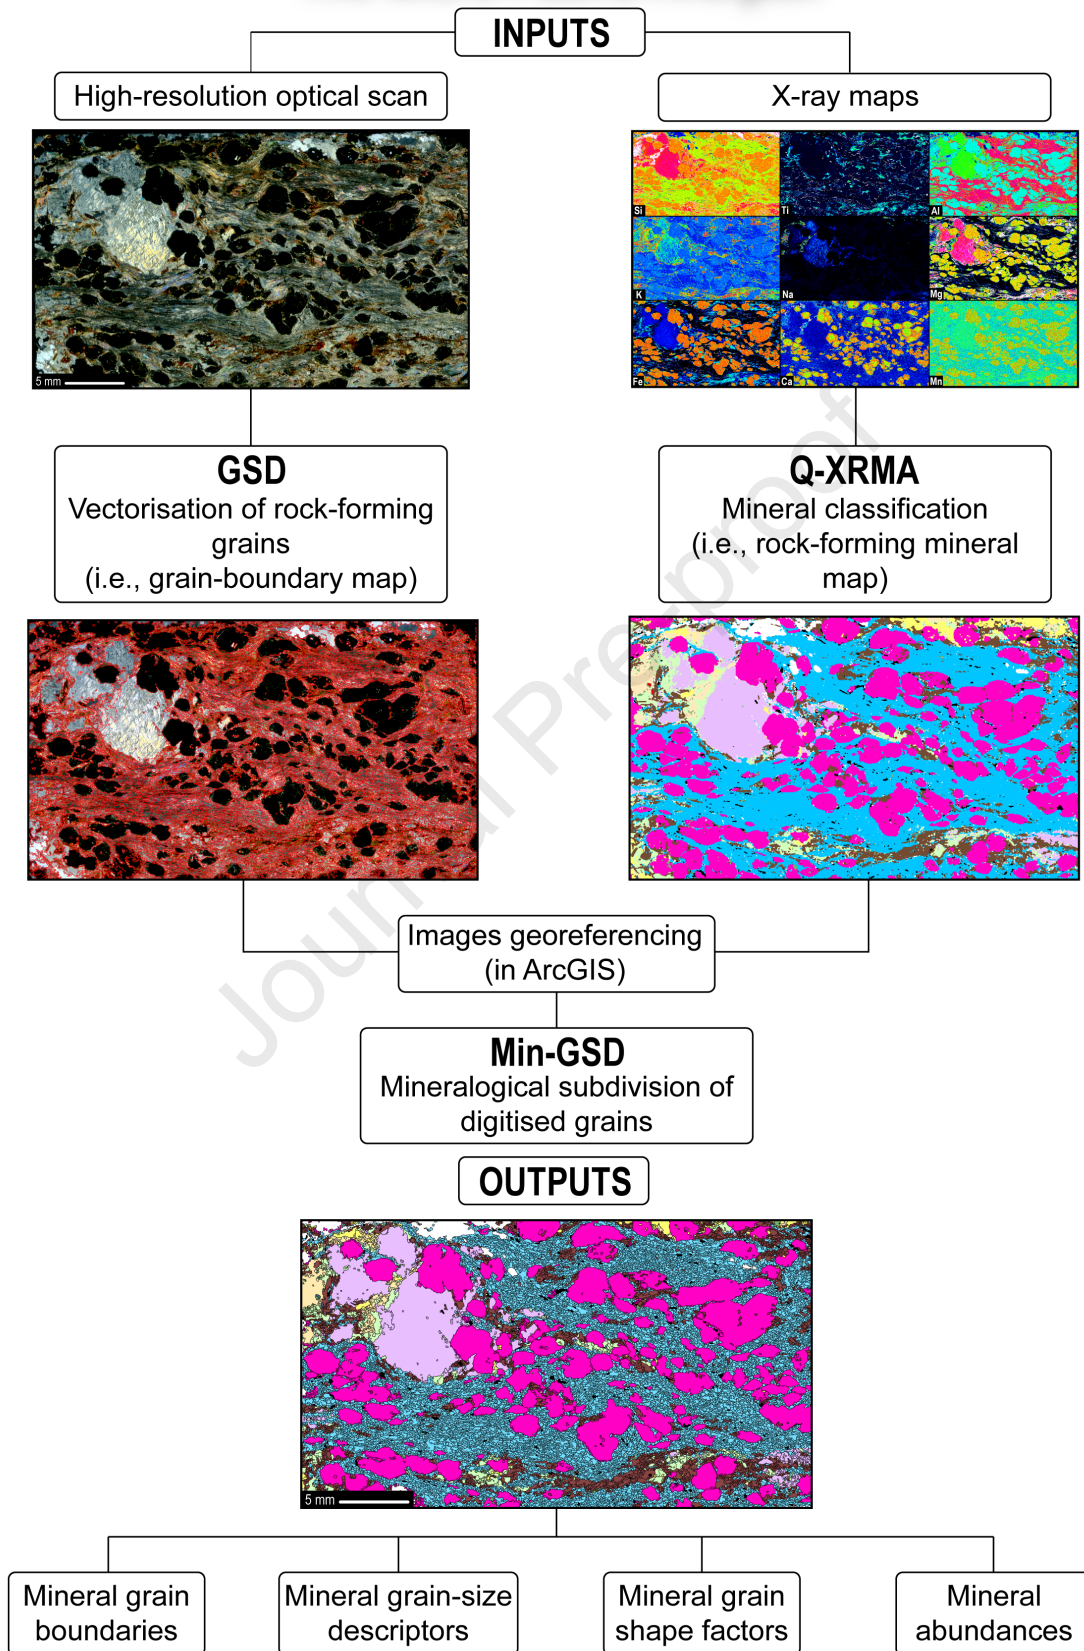 INPUTS
High-resolution optical scan
X-ray maps
Si
Ti
Al
K
Na
Mg
Fe
Ca
Mn
5 mm
GSD
Vectorisation of rock-forming
grains
(i.e., grain-boundary map)
Q-XRMA
Mineral classification
(i.e., rock-forming mineral
map)
Images georeferencing
(in ArcGIS)
Min-GSD
Mineralogical subdivision of
digitised grains
OUTPUTS
5 mm
Mineral grain
boundaries
Mineral grain-size
descriptors
Mineral grain
shape factors
Mineral
abundances
Journal Pre-proof